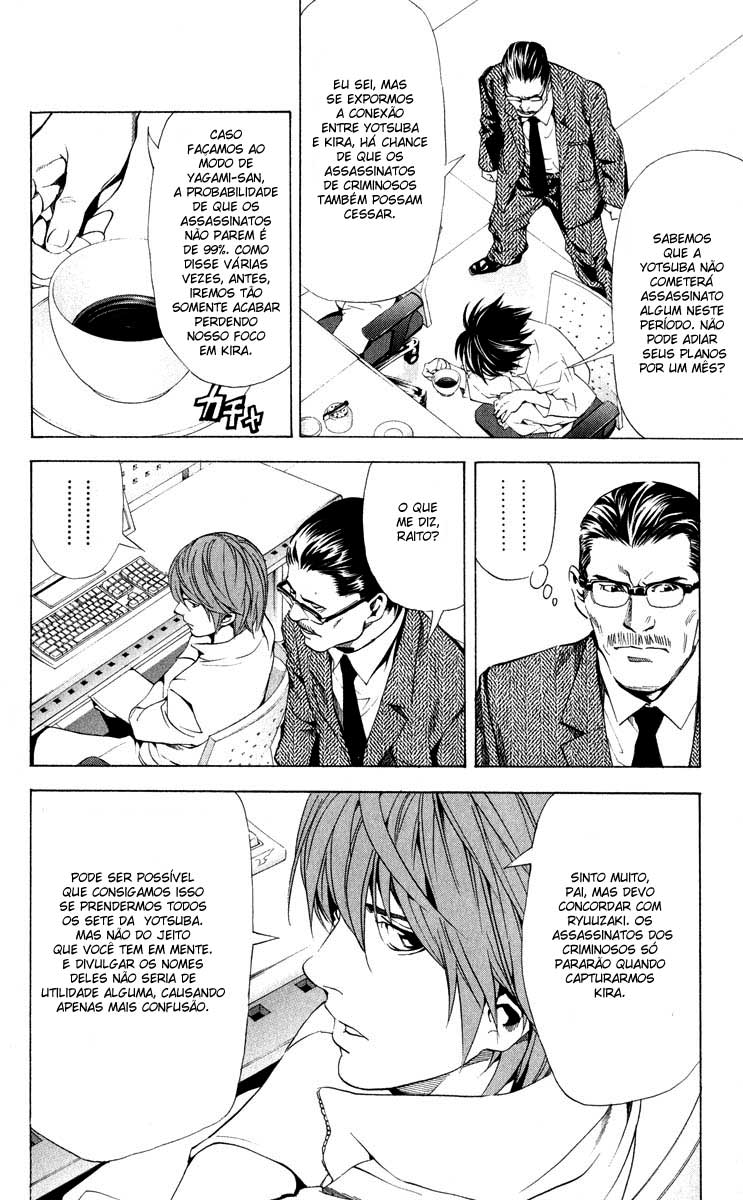 SABEMOS
QUE A
YOTSUBA NÃO
COMETERÁ
ASSASSINATO
ALGUM NESTE
PERÍODO. NÃO
PODE ADIAR
SEUS PLANOS
POR UM MÊS?
EU SEI, MAS
SE EXPORMOS
A CONEXÃO
ENTRE YOTSUBA
E KIRA, HÁ CHANCE
DE QUE OS
ASSASSINATOS
DE CRIMINOSOS
TAMBÉM POSSAM
CESSAR.
CASO
FAÇAMOS AO
MODO DE
YAGAMI-SAN,
A PROBABILIDADE
DE QUE OS
ASSASSINATOS
NÃO PAREM É
DE 99%. COMO
DISSE VÁRIAS
VEZES, ANTES,
IREMOS TÃO
SOMENTE ACABAR
PERDENDO
NOSSO FOCO
EM KIRA.
ガチャ
O QUE
ME DIZ,
RAITO?
........
........
SINTO MUITO,
PAI, MAS DEVO
CONCORDAR COM
RYUUZAKI. OS
ASSASSINATOS DOS
CRIMINOSOS SÓ
PARARÃO QUANDO
CAPTURARMOS
KIRA.
PODE SER POSSÍVEL
QUE CONSIGAMOS ISSO
SE PRENDERMOS TODOS
OS SETE DA YOTSUBA.
MAS NÃO DO JEITO
QUE VOCÊ TEM EM MENTE.
E DIVULGAR OS NOMES
DELES NÃO SERIA DE
UTILIDADE ALGUMA, CAUSANDO
APENAS MAIS CONFUSÃO.